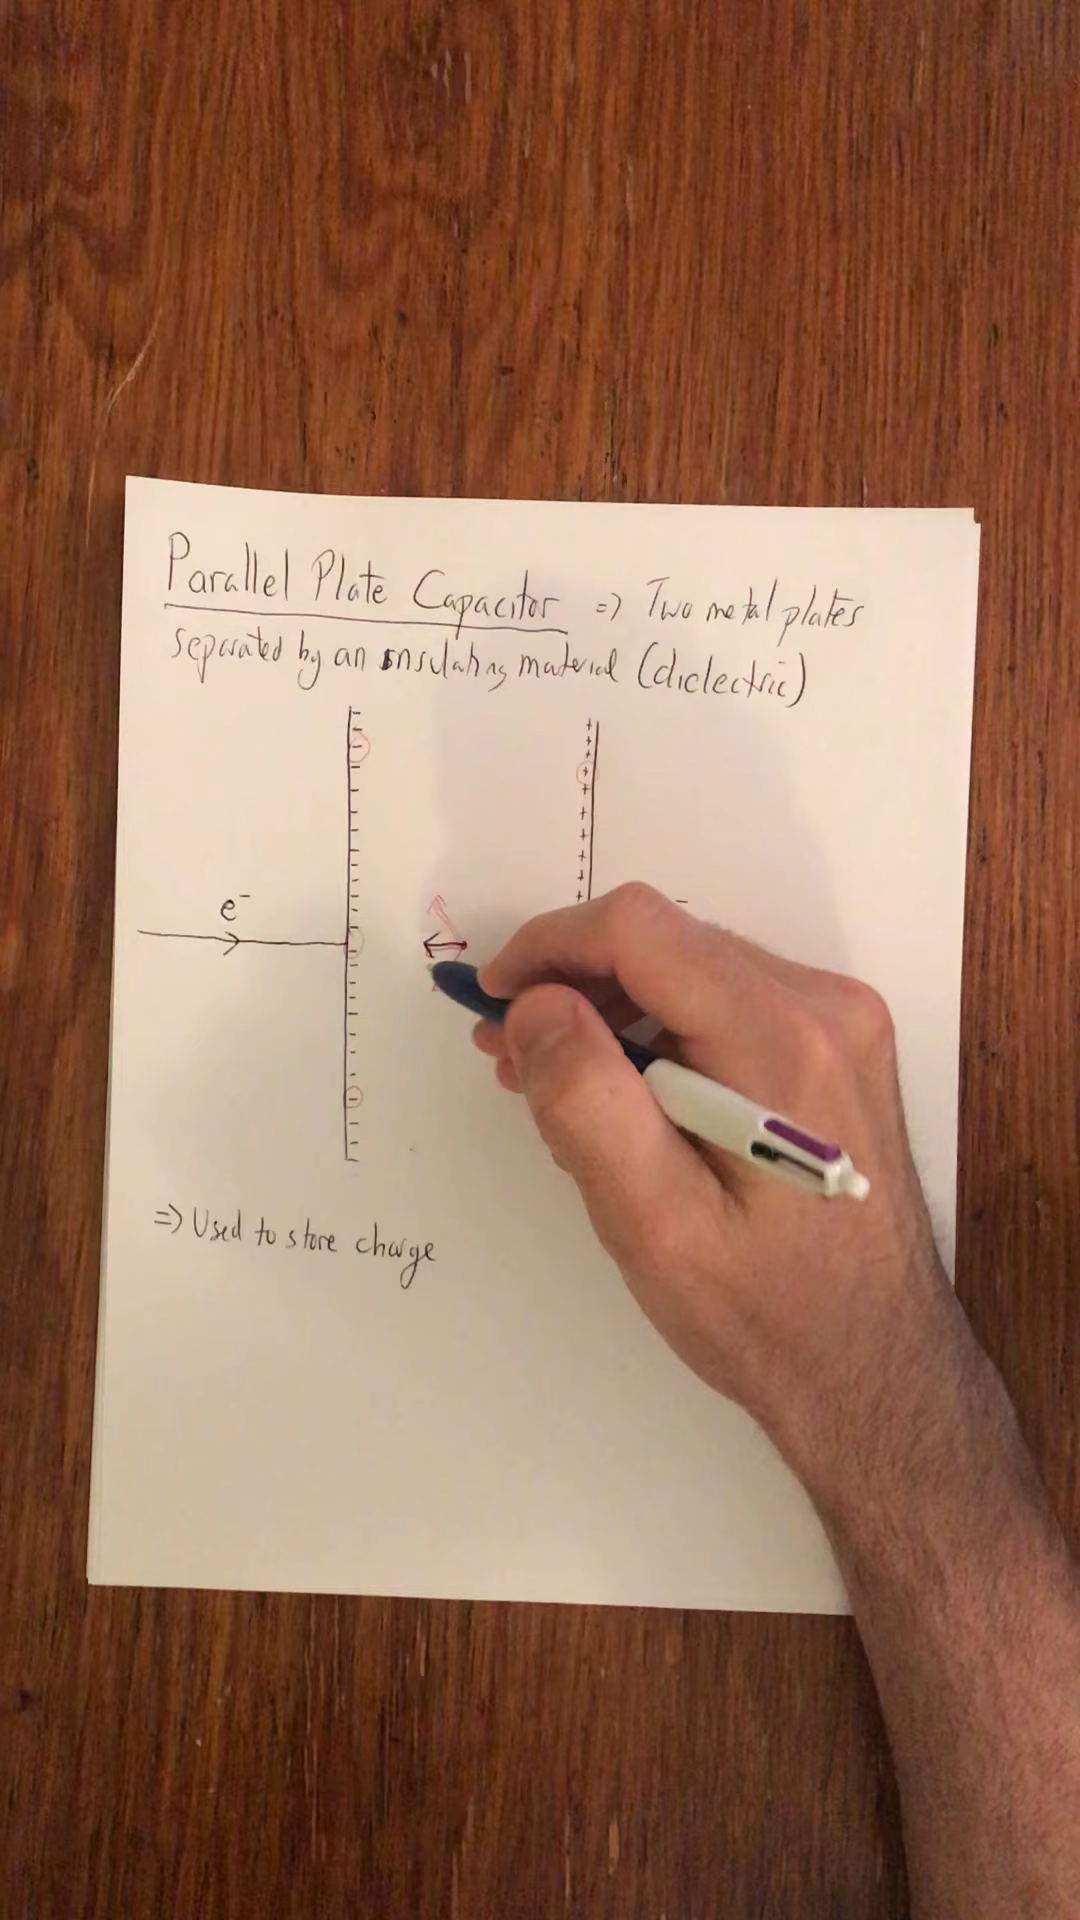 Parallel Plate Capacitor => Two metal plates
separated by an insulating material (dielectric)
e⁻
=> Used to store charge